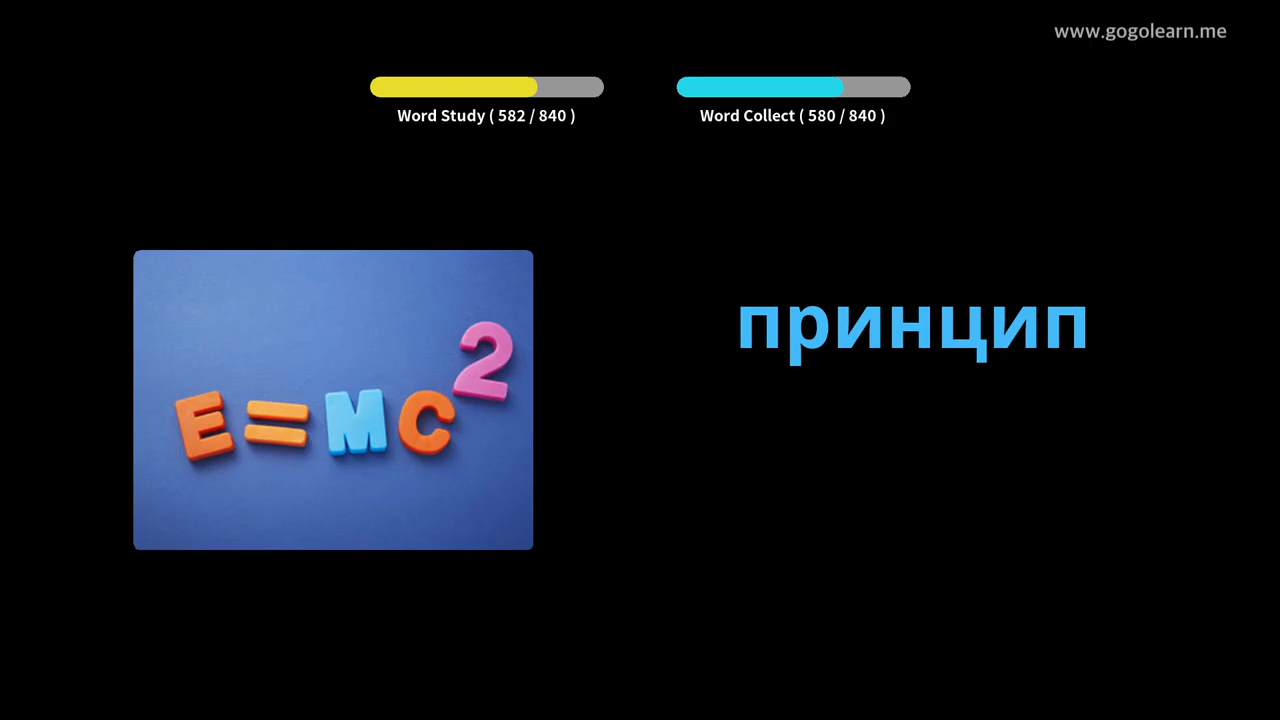 www.gogolearn.me
Word Study ( 582 / 840 )
Word Collect ( 580 / 840 )
принцип
E=MC²